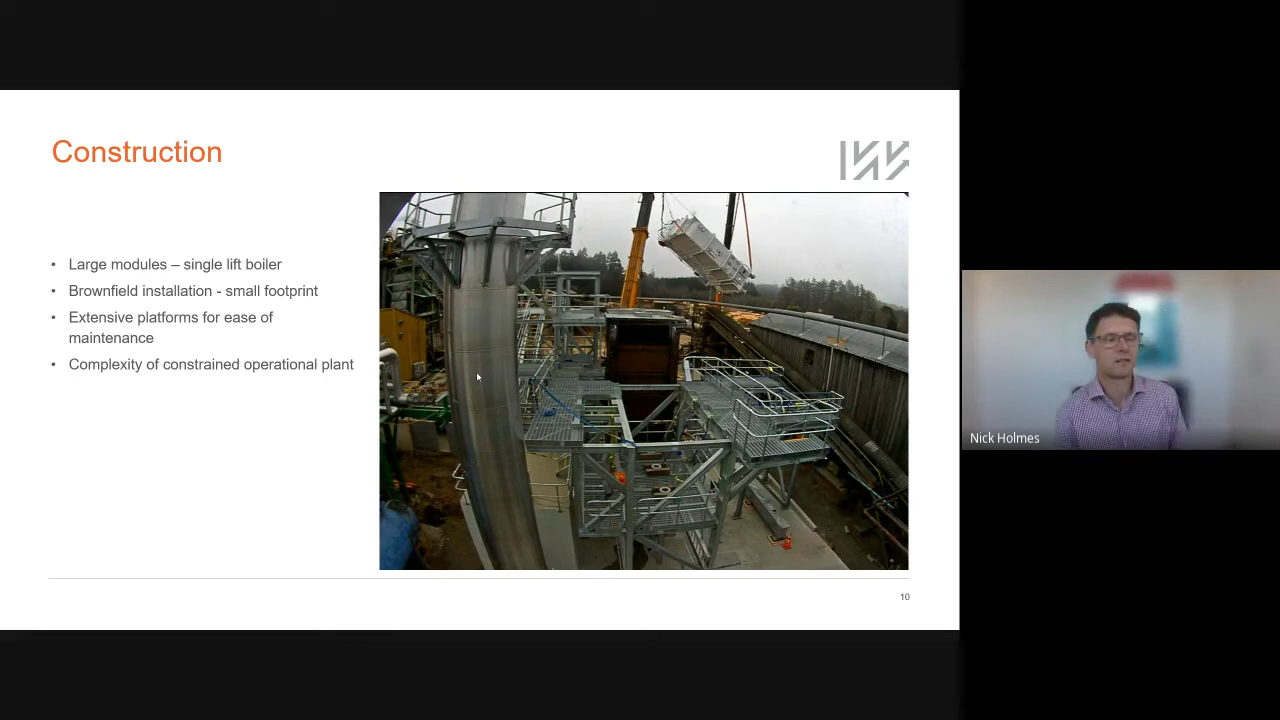 Construction
• Large modules – single lift boiler
• Brownfield installation - small footprint
• Extensive platforms for ease of
maintenance
• Complexity of constrained operational plant
10
Nick Holmes